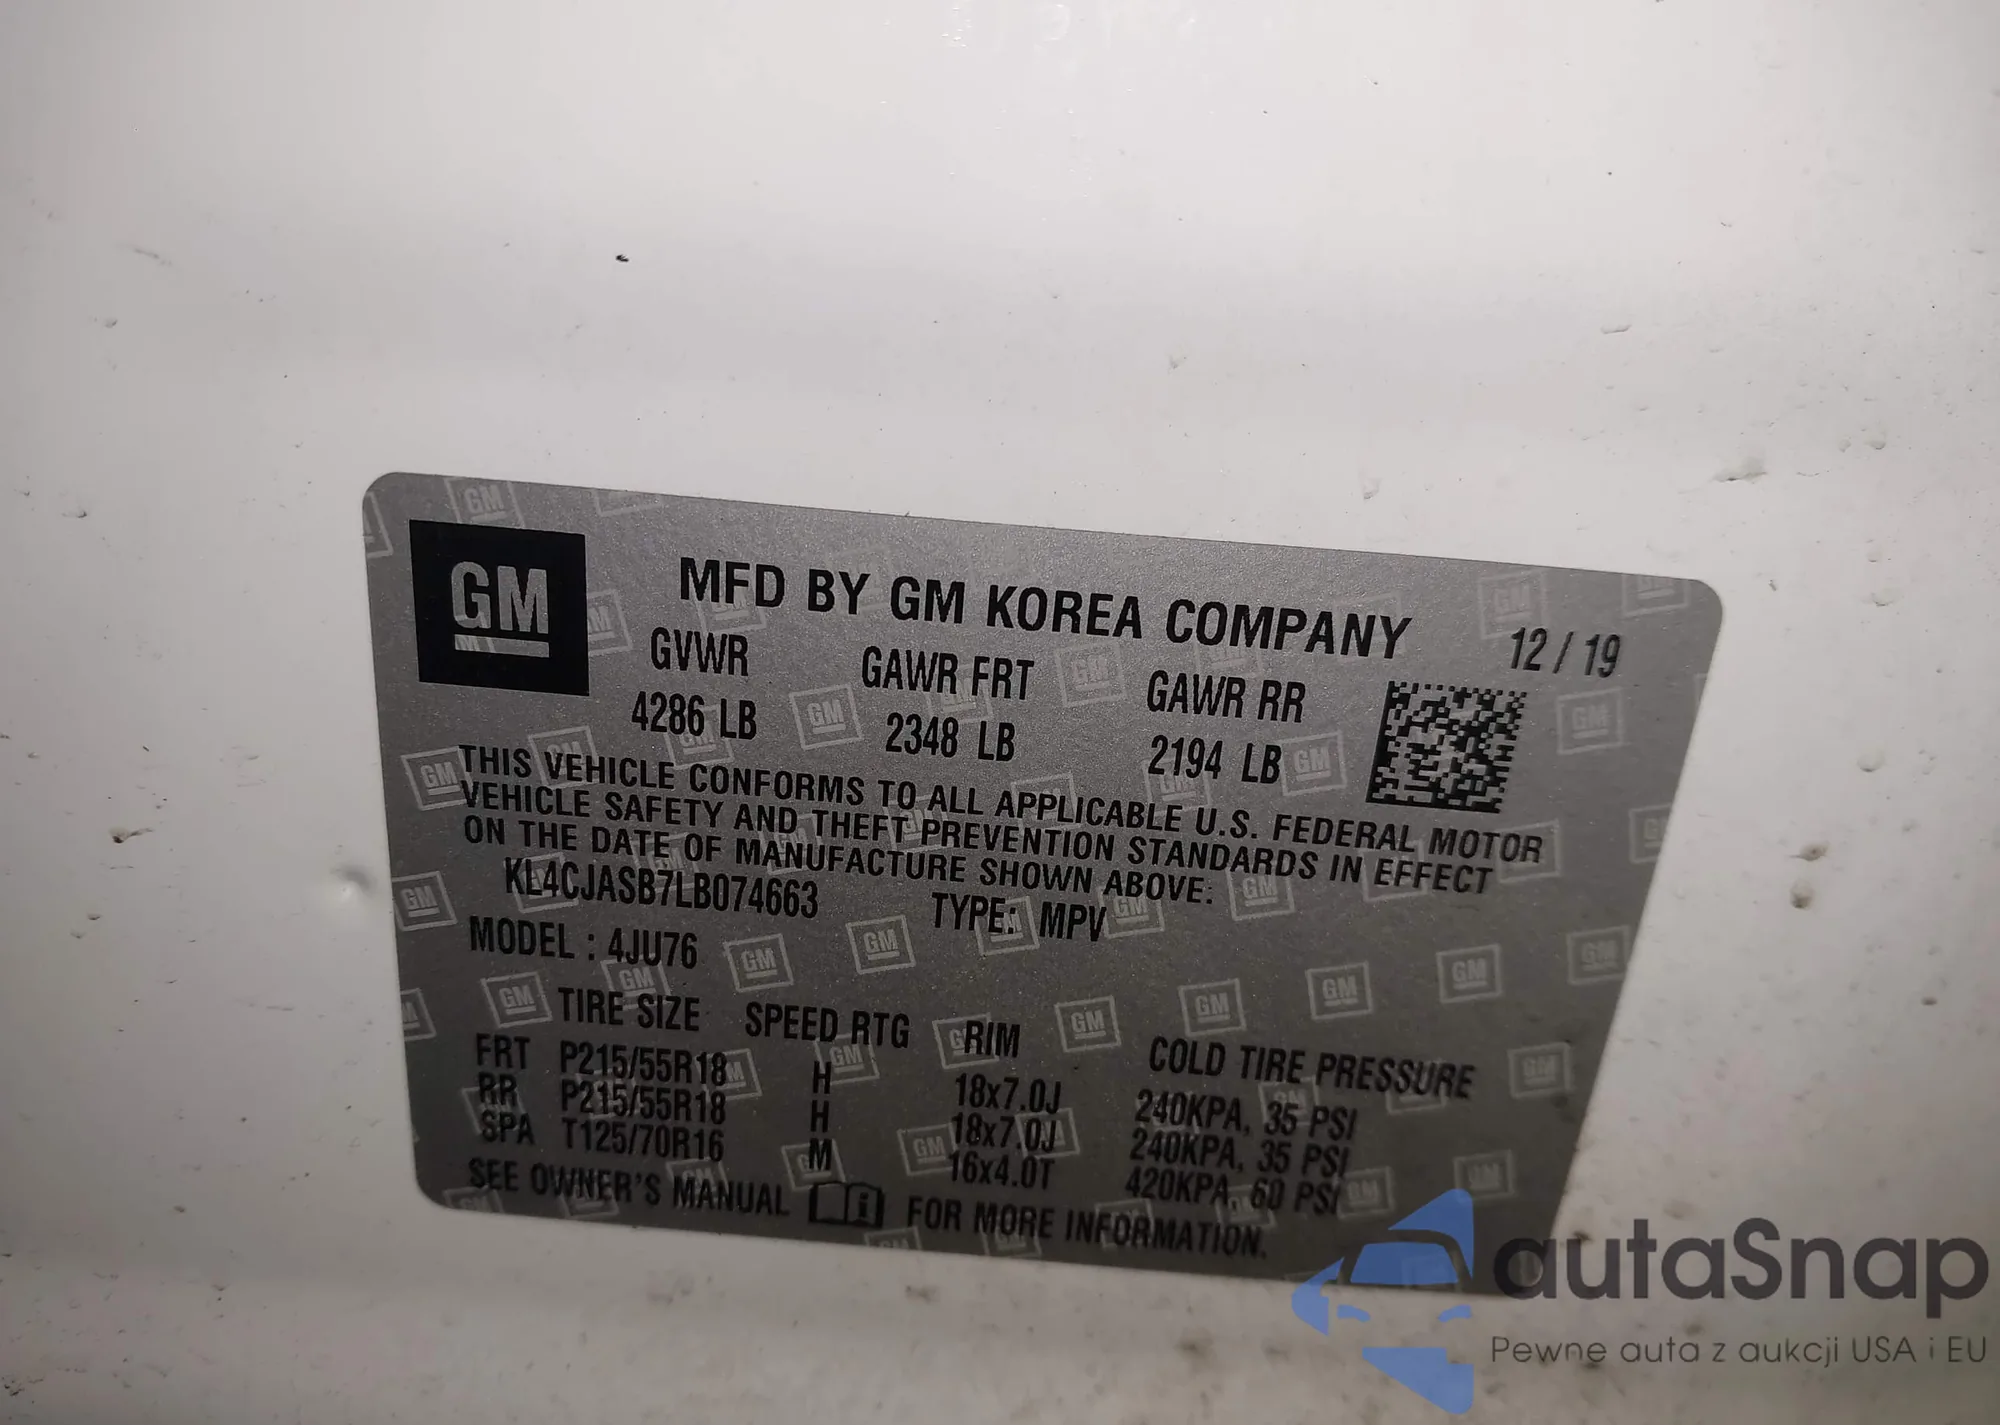 GM
MFD BY GM KOREA COMPANY
12 / 19
GVWR GAWR FRT GAWR RR
4286 LB 2348 LB 2194 LB
THIS VEHICLE CONFORMS TO ALL APPLICABLE U.S. FEDERAL MOTOR
VEHICLE SAFETY AND THEFT PREVENTION STANDARDS IN EFFECT
ON THE DATE OF MANUFACTURE SHOWN ABOVE:
KL4CJASB7LB074663 TYPE: MPV
MODEL : 4JU76
TIRE SIZE SPEED RTG RIM COLD TIRE PRESSURE
FRT P215/55R18 H 18x7.0J 240KPA, 35 PSI
RR P215/55R18 H 18x7.0J 240KPA, 35 PSI
SPA T125/70R16 M 16x4.0T 420KPA, 60 PSI
SEE OWNER'S MANUAL FOR MORE INFORMATION.
autaSnap
Pewne auta z aukcji USA i EU